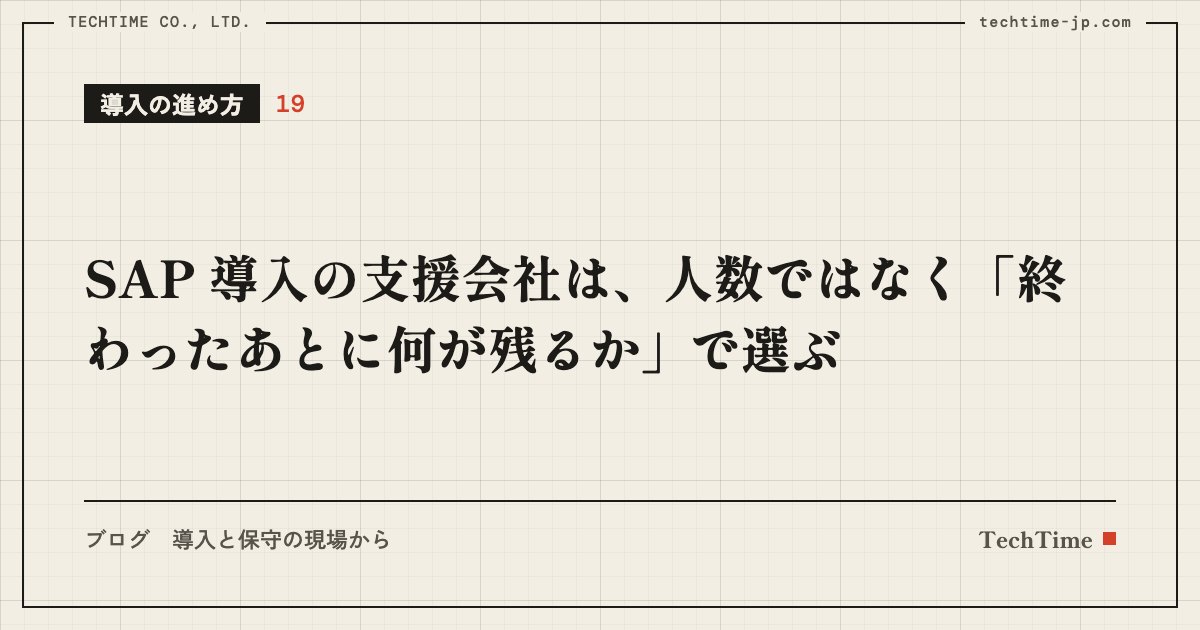 TECHTIME CO., LTD.
techtime-jp.com
導入の進め方 19
SAP 導入の支援会社は、人数ではなく「終
わったあとに何が残るか」で選ぶ
ブログ　導入と保守の現場から
TechTime